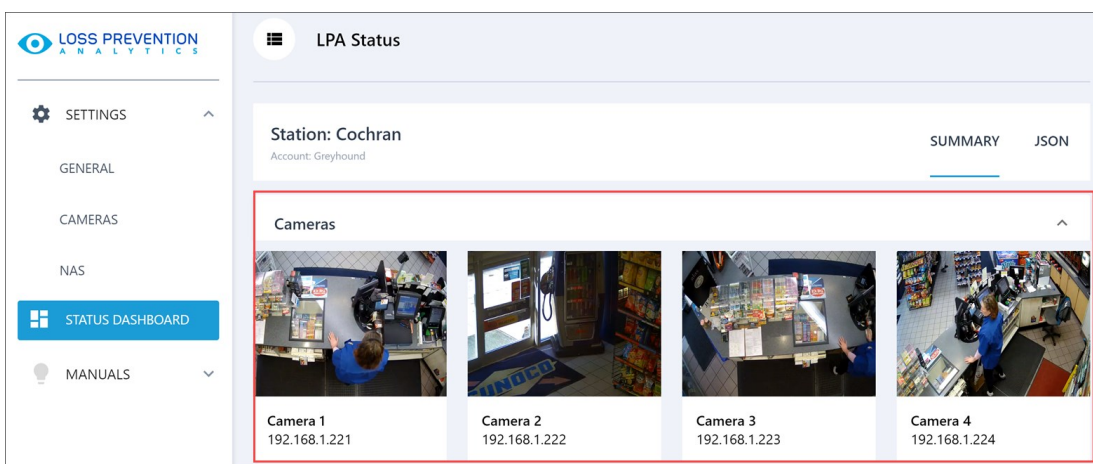 LOSS PREVENTION
ANALYTICS
SETTINGS
GENERAL
CAMERAS
NAS
STATUS DASHBOARD
MANUALS
LPA Status
Station: Cochran
Account: Greyhound
SUMMARY JSON
Cameras
SUNOCO
Camera 1
192.168.1.221
Camera 2
192.168.1.222
Camera 3
192.168.1.223
Camera 4
192.168.1.224